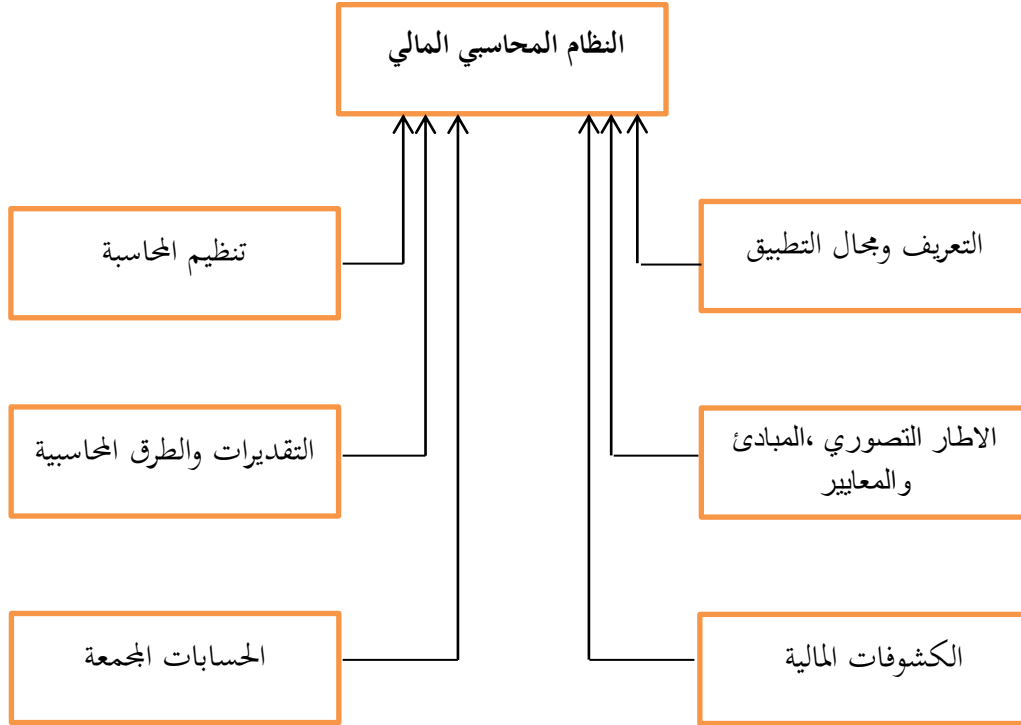 النظام المحاسبي المالي
التعريف ومجال التطبيق
تنظيم المحاسبة
الاطار التصوري ،المبادئ
والمعايير
التقديرات والطرق المحاسبية
الكشوفات المالية
الحسابات المجمعة